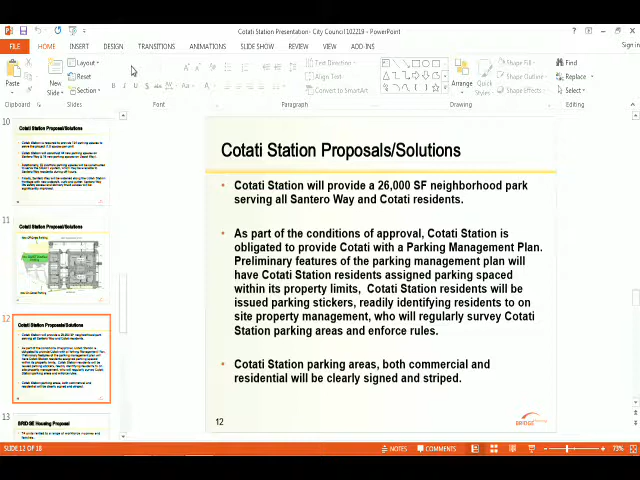 Cotati Station Presentation- City Council102219 - PowerPoint
Sign in
FILE HOME INSERT DESIGN TRANSITIONS ANIMATIONS SLIDE SHOW REVIEW VIEW ADD-INS
Paste
New Slide
Layout
Reset
Section
Text Direction
Align Text
Convert to SmartArt
Arrange
Quick Styles
Shape Fill
Shape Outline
Shape Effects
Find
Replace
Select
Clipboard Slides Font Paragraph Drawing Editing
10
Cotati Station Proposal/Solutions
11
Cotati Station Proposal/Solutions
12
Cotati Station Proposals/Solutions
13
BRIDGE Housing Proposal
Cotati Station Proposals/Solutions
• Cotati Station will provide a 26,000 SF neighborhood park
serving all Santero Way and Cotati residents.
• As part of the conditions of approval, Cotati Station is
obligated to provide Cotati with a Parking Management Plan.
Preliminary features of the parking management plan will
have Cotati Station residents assigned parking spaced
within its property limits, Cotati Station residents will be
issued parking stickers, readily identifying residents to on
site property management, who will regularly survey Cotati
Station parking areas and enforce rules.
• Cotati Station parking areas, both commercial and
residential will be clearly signed and striped.
12
BRIDGE
SLIDE 12 OF 18
NOTES COMMENTS
73%